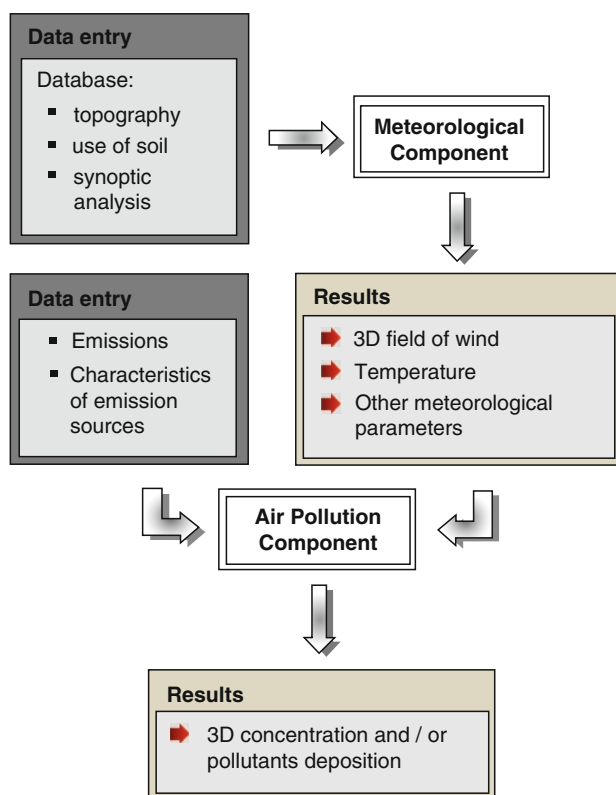 Data entry
Database:
▪ topography
▪ use of soil
▪ synoptic
analysis
Meteorological
Component
Data entry
▪ Emissions
▪ Characteristics
of emission
sources
Results
3D field of wind
Temperature
Other meteorological
parameters
Air Pollution
Component
Results
3D concentration and / or
pollutants deposition